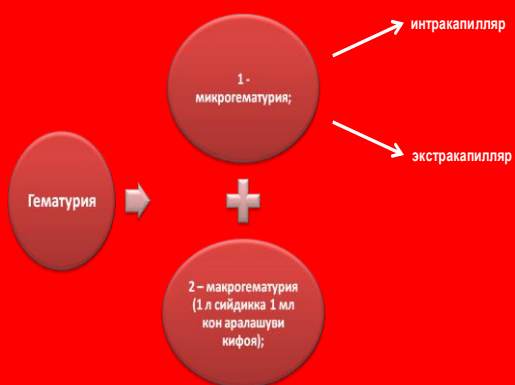 Гематурия
1 -
микрогематурия;
интракапилляр
экстракапилляр
2 – макрогематурия
(1 л сийдикка 1 мл
кон аралашуви
кифоя);